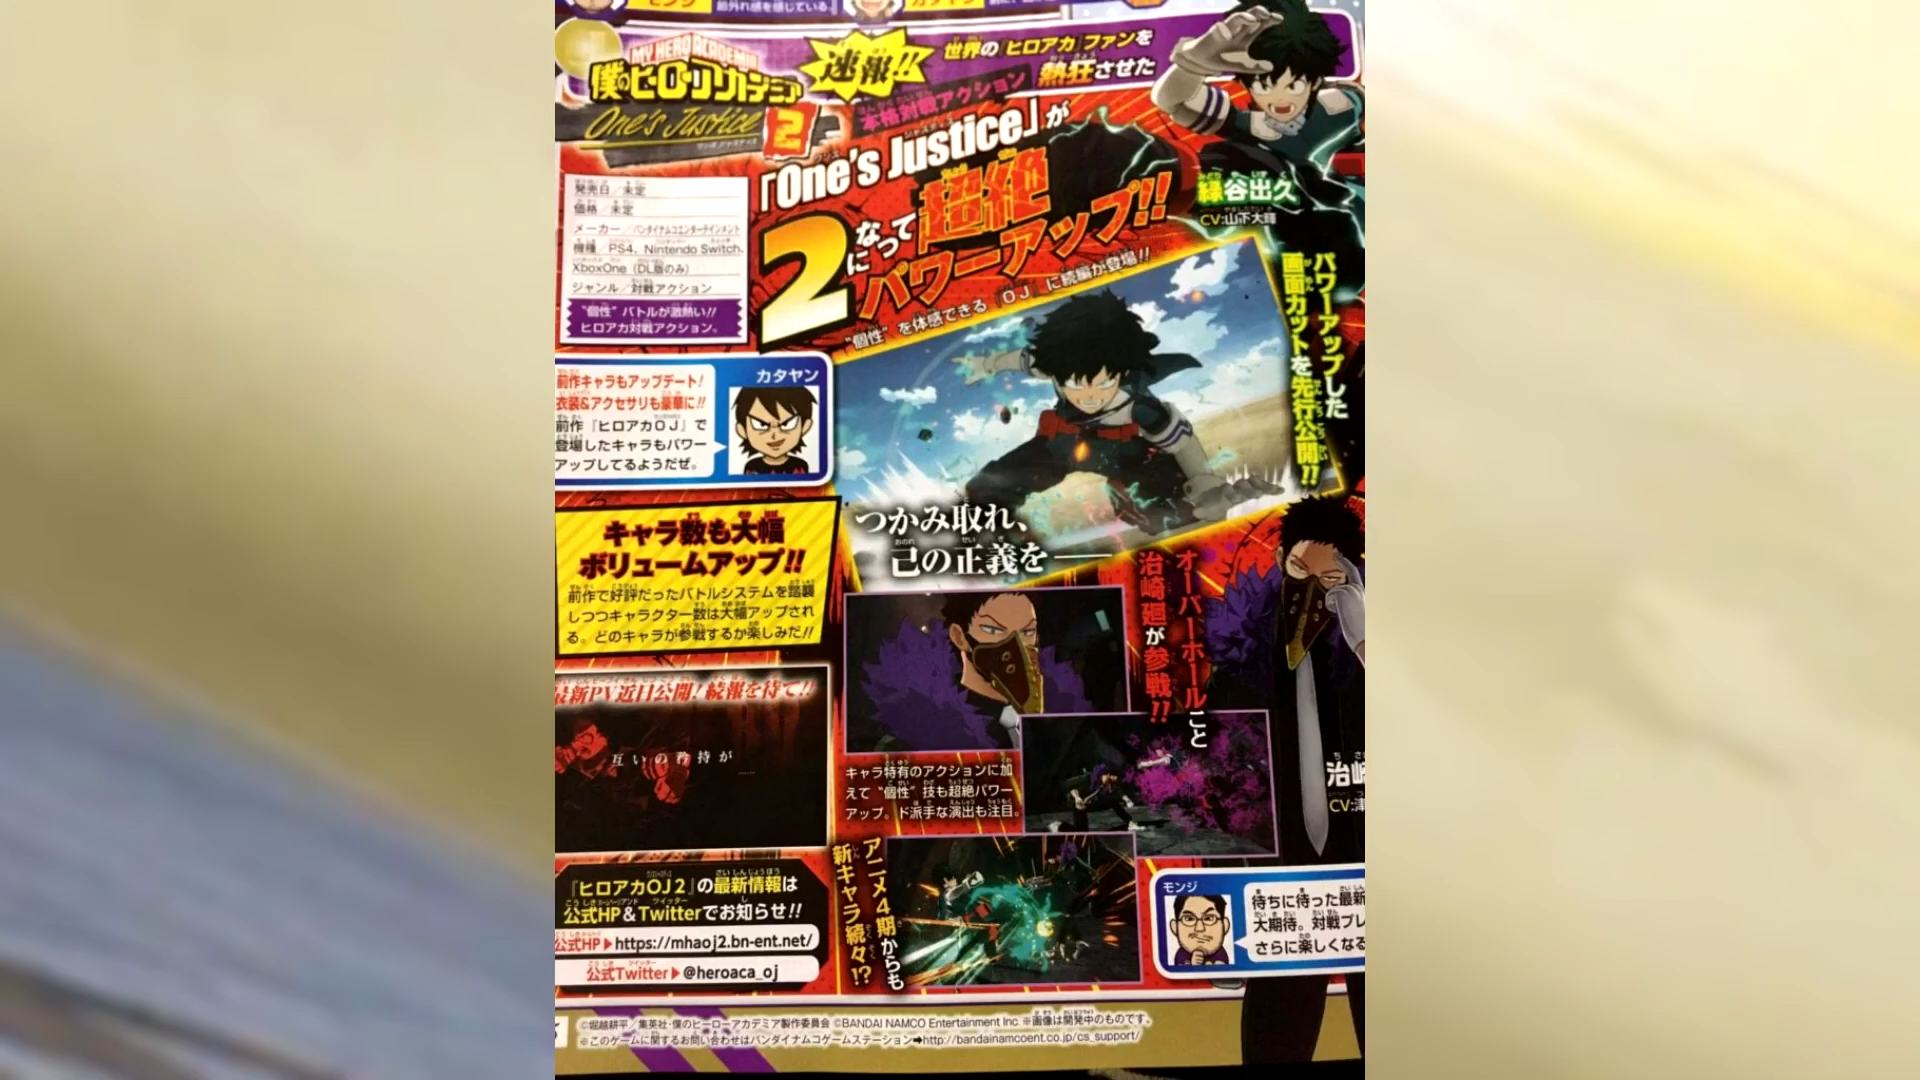 MY HERO ACADEMIA
僕のヒーローアカデミア
One's Justice 2
速報!!
世界の「ヒロアカ」ファンを
熱狂させた
本格対戦アクション
「One's Justice」が
2になって
超絶
パワーアップ!!
"個性"を体感できる『OJ』に続編が登場!!
緑谷出久
CV:山下大輝
発売日/未定
価格/未定
メーカー/バンダイナムコエンターテインメント
機種/PS4、Nintendo Switch、
XboxOne(DL版のみ)
ジャンル/対戦アクション
"個性"バトルが激熱い!!
ヒロアカ対戦アクション。
パワーアップした
画面カットを先行公開!!
カタヤン
前作キャラもアップデート!
衣装&アクセサリも豪華に!!
前作『ヒロアカOJ』で
登場したキャラもパワー
アップしてるようだぜ。
つかみ取れ、
己の正義を──
キャラ数も大幅
ボリュームアップ!!
前作で好評だったバトルシステムを踏襲
しつつキャラクター数は大幅アップされ
る。どのキャラが参戦するか楽しみだ!!
オーバーホールこと
治崎廻が参戦!!
最新PV近日公開!続報を待て!!
互いの矜持が
キャラ特有のアクションに加
えて"個性"技も超絶パワー
アップ。ド派手な演出も注目。
治崎
CV:津
アニメ4期からも
新キャラ続々!?
『ヒロアカOJ2』の最新情報は
公式HP&Twitterでお知らせ!!
公式HP▶https://mhaoj2.bn-ent.net/
公式Twitter▶@heroaca_oj
モンジ
待ちに待った最新
大期待。対戦プレ
さらに楽しくなる
©堀越耕平/集英社・僕のヒーローアカデミア製作委員会 ©BANDAI NAMCO Entertainment Inc. ※画像は開発中のものです。
※このゲームに関するお問い合わせはバンダイナムコゲームステーション➡http://bandainamcoent.co.jp/cs_support/